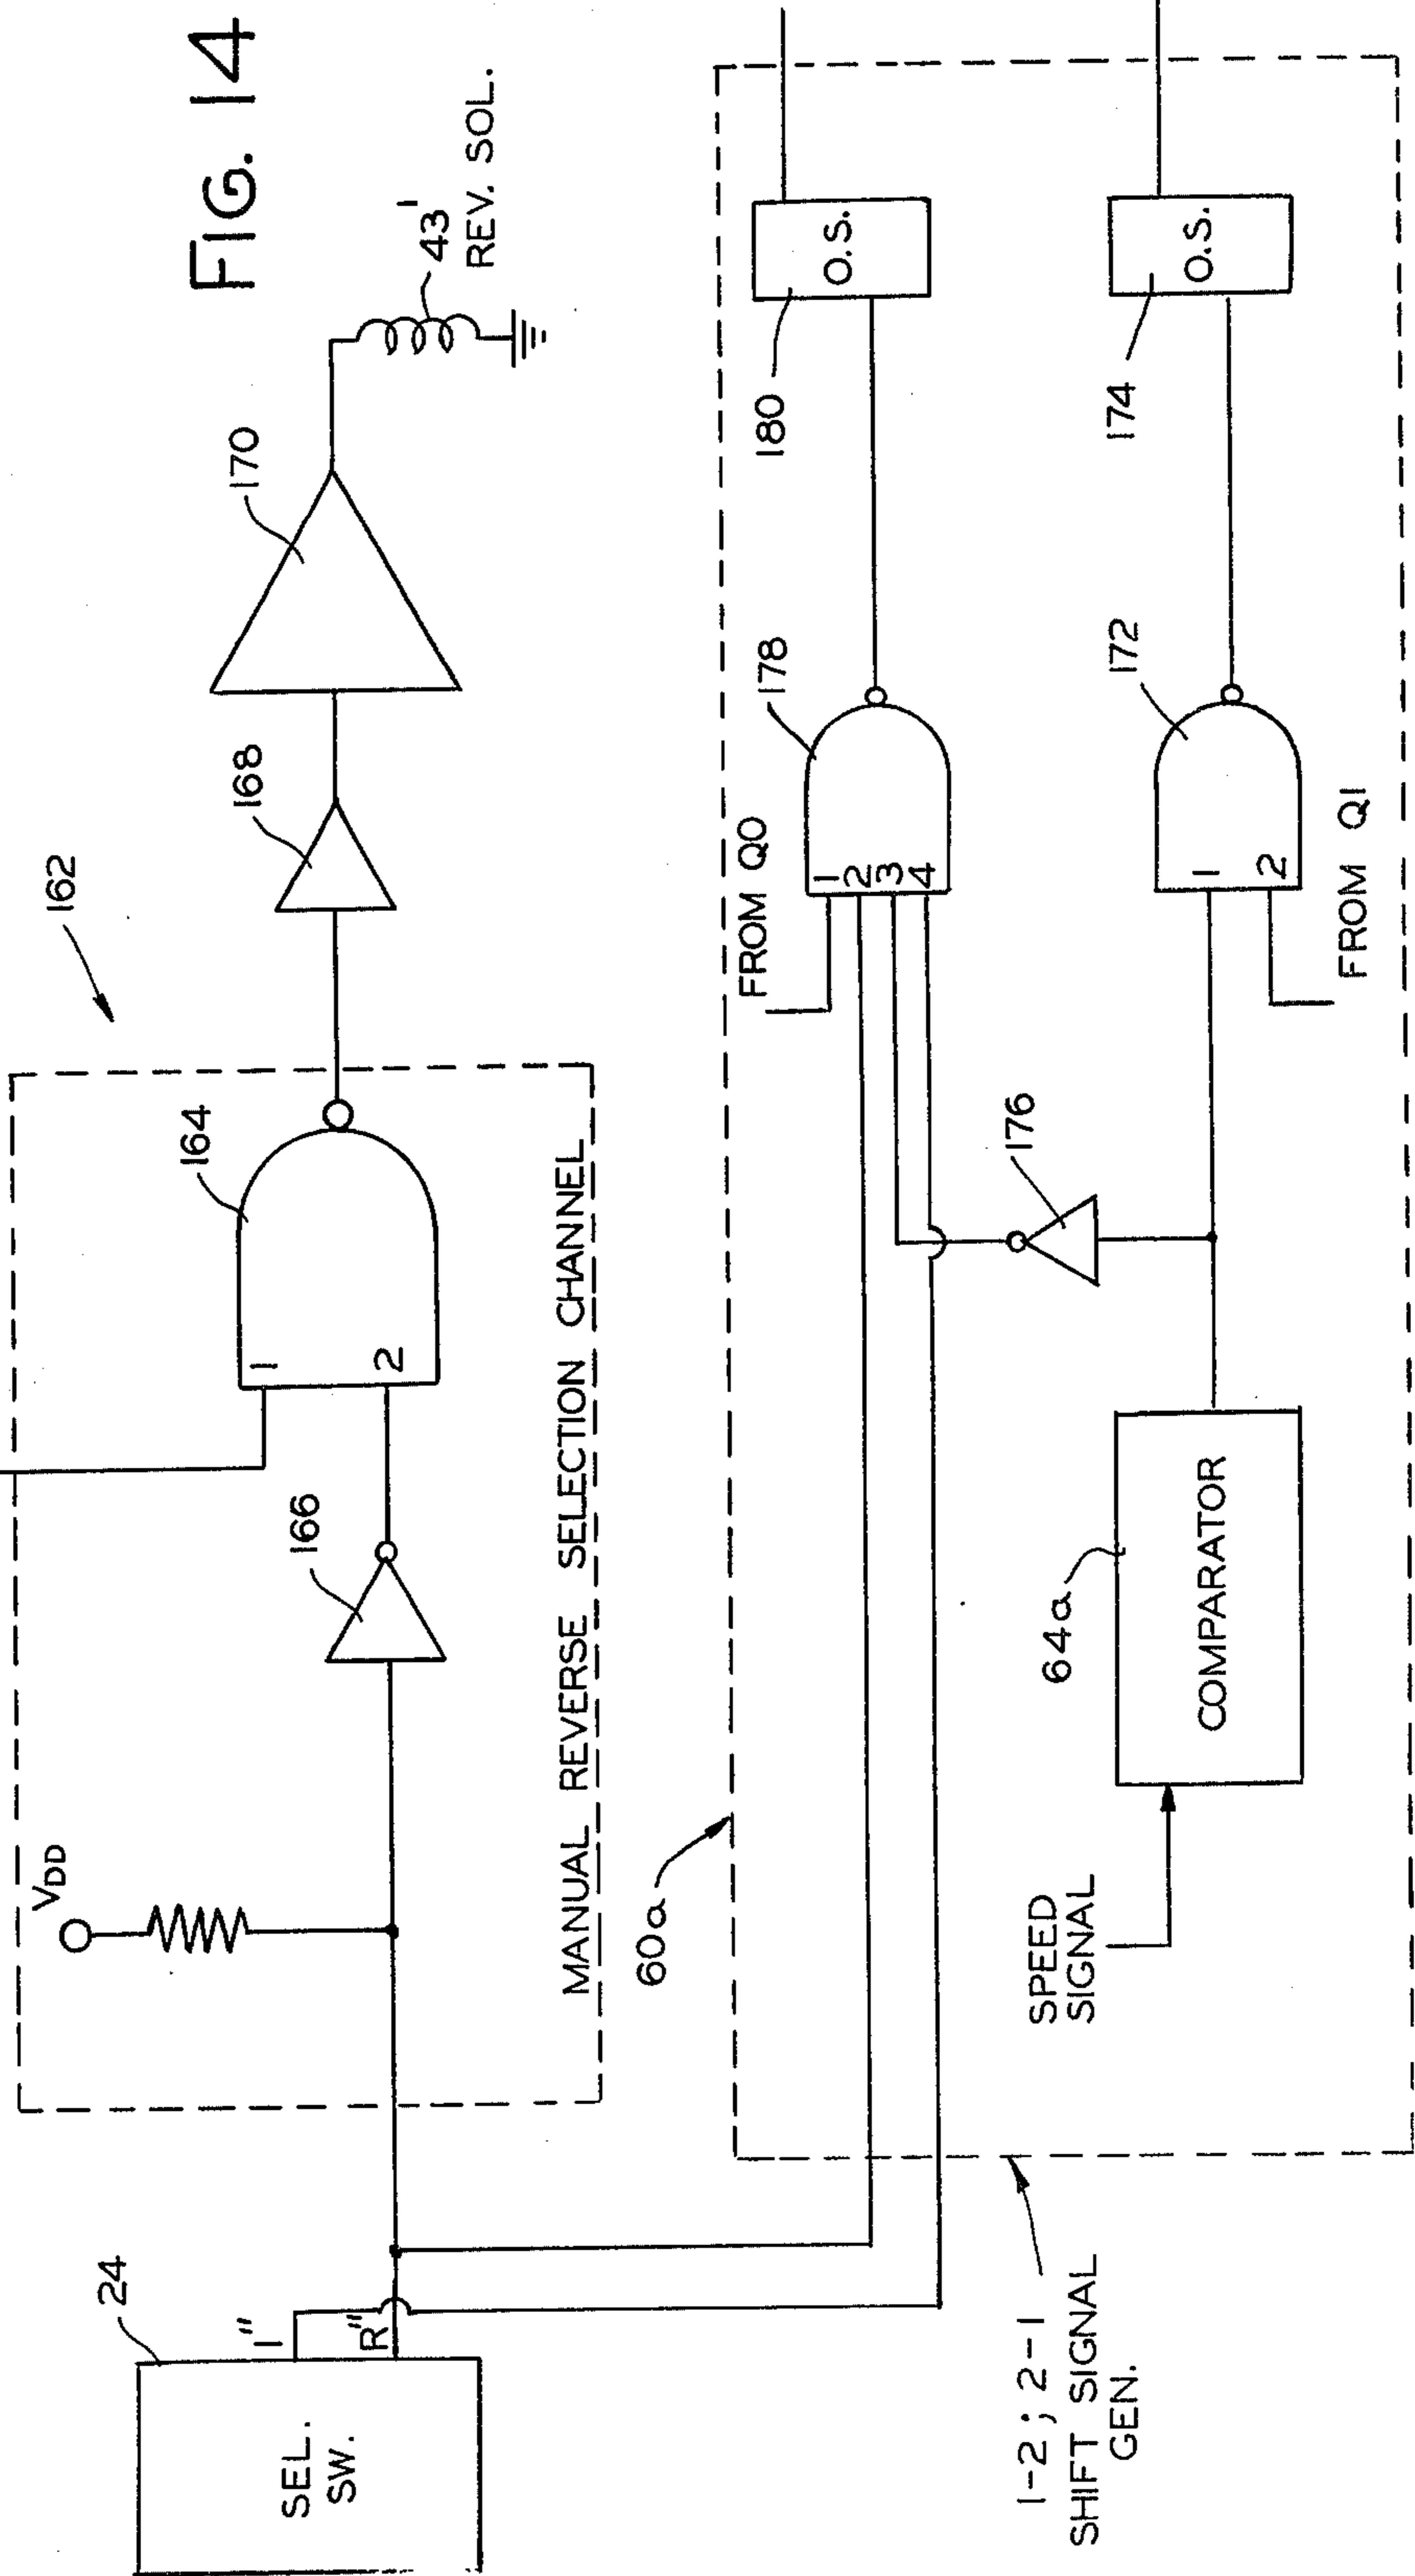 FIG. 14
162
24
SEL.
SW.
1"
R"
VDD
166
164
1
2
168
170
43'
REV. SOL.
MANUAL REVERSE SELECTION CHANNEL
60a
FROM Q0
1
2
3
4
178
180
O.S.
176
SPEED
SIGNAL
64a
COMPARATOR
1
2
172
FROM Q1
174
O.S.
1-2; 2-1
SHIFT SIGNAL
GEN.